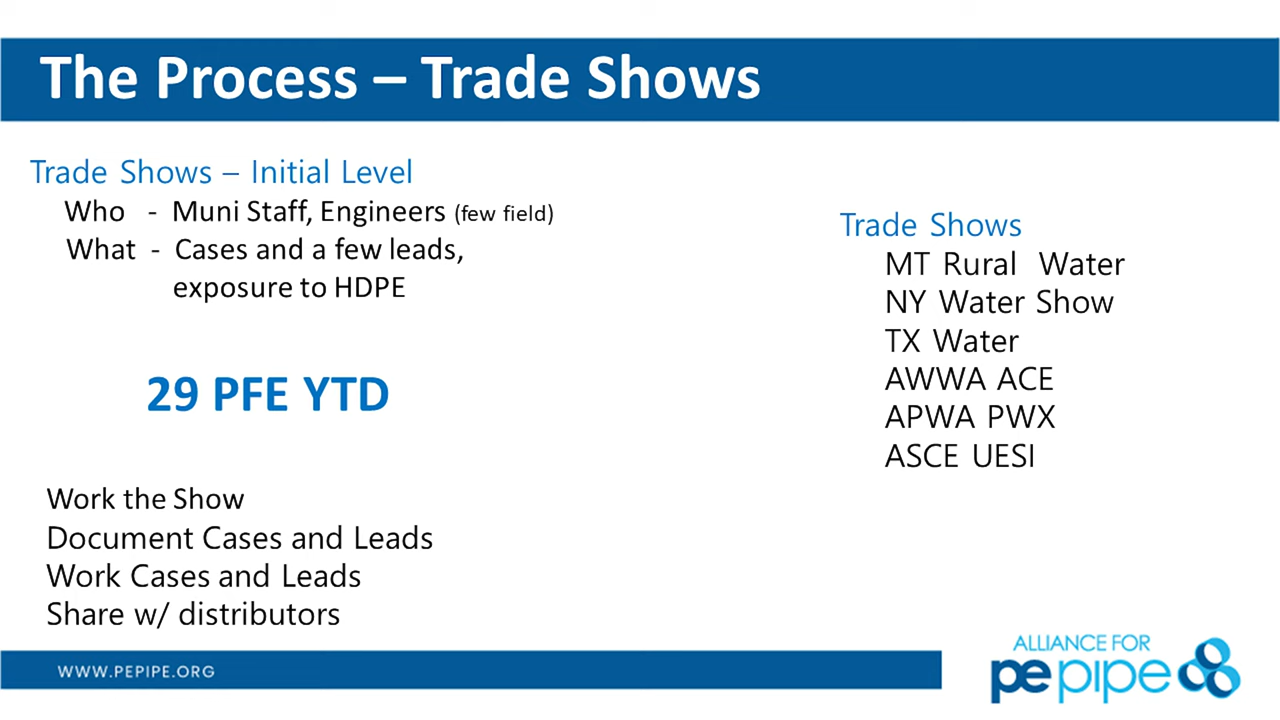 The Process – Trade Shows
Trade Shows – Initial Level
Who - Muni Staff, Engineers (few field)
What - Cases and a few leads,
exposure to HDPE
29 PFE YTD
Work the Show
Document Cases and Leads
Work Cases and Leads
Share w/ distributors
Trade Shows
MT Rural Water
NY Water Show
TX Water
AWWA ACE
APWA PWX
ASCE UESI
WWW.PEPIPE.ORG
ALLIANCE FOR
pepipe